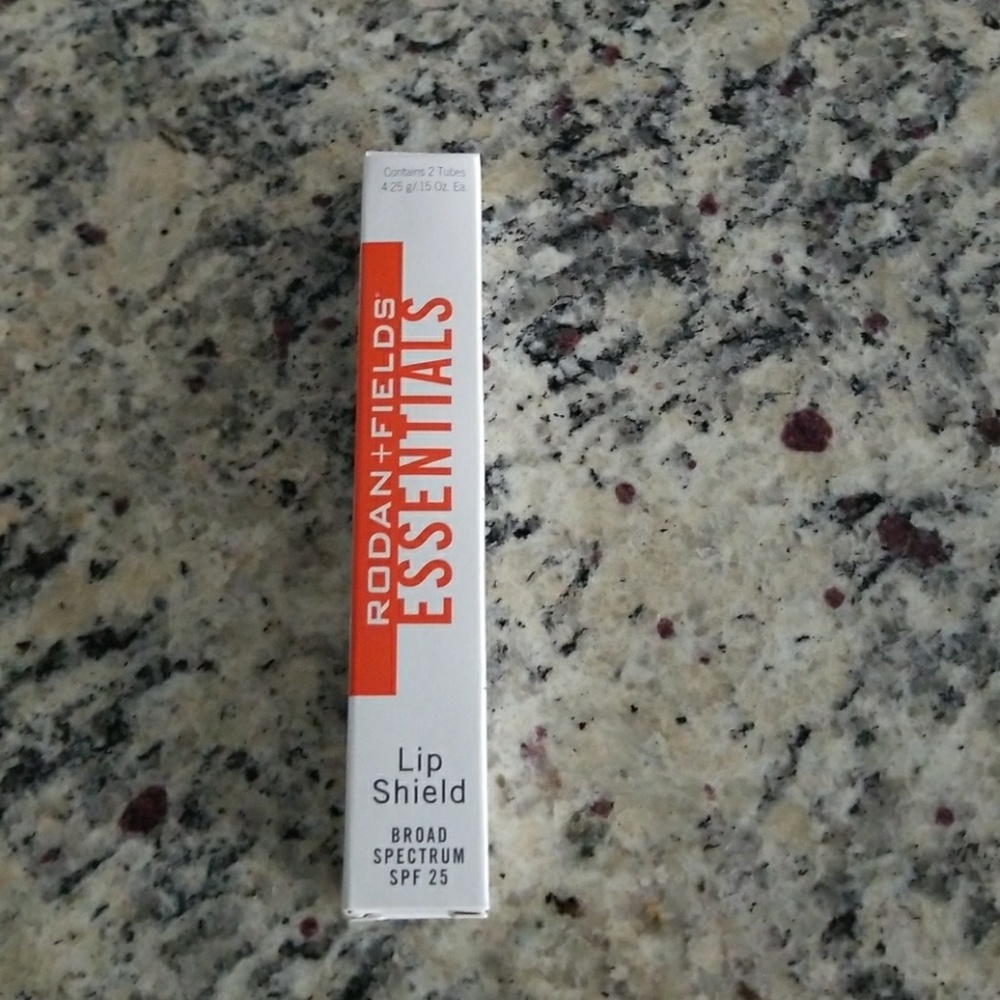 Contains 2 Tubes
4.25 g/.15 Oz. Ea.
RODAN+FIELDS®
ESSENTIALS
Lip
Shield
BROAD
SPECTRUM
SPF 25